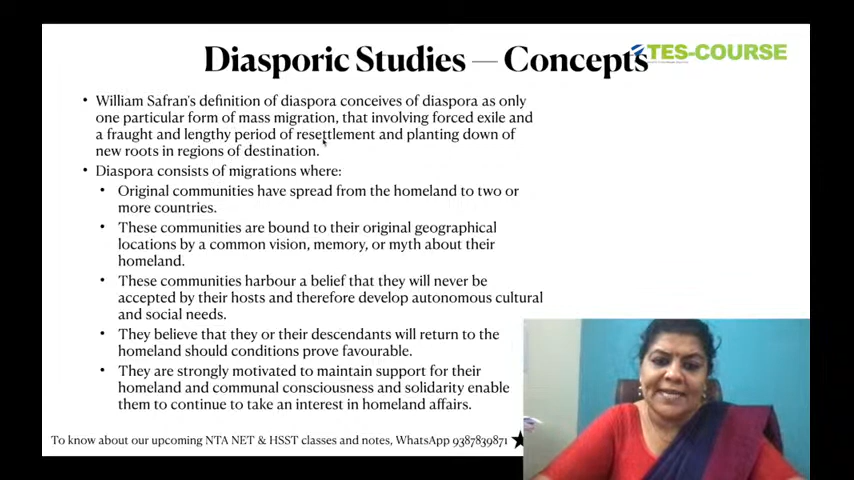 Diasporic Studies — Concepts
TES-COURSE
• William Safran's definition of diaspora conceives of diaspora as only
one particular form of mass migration, that involving forced exile and
a fraught and lengthy period of resettlement and planting down of
new roots in regions of destination.
• Diaspora consists of migrations where:
• Original communities have spread from the homeland to two or
more countries.
• These communities are bound to their original geographical
locations by a common vision, memory, or myth about their
homeland.
• These communities harbour a belief that they will never be
accepted by their hosts and therefore develop autonomous cultural
and social needs.
• They believe that they or their descendants will return to the
homeland should conditions prove favourable.
• They are strongly motivated to maintain support for their
homeland and communal consciousness and solidarity enable
them to continue to take an interest in homeland affairs.
To know about our upcoming NTA NET & HSST classes and notes, WhatsApp 9387839871